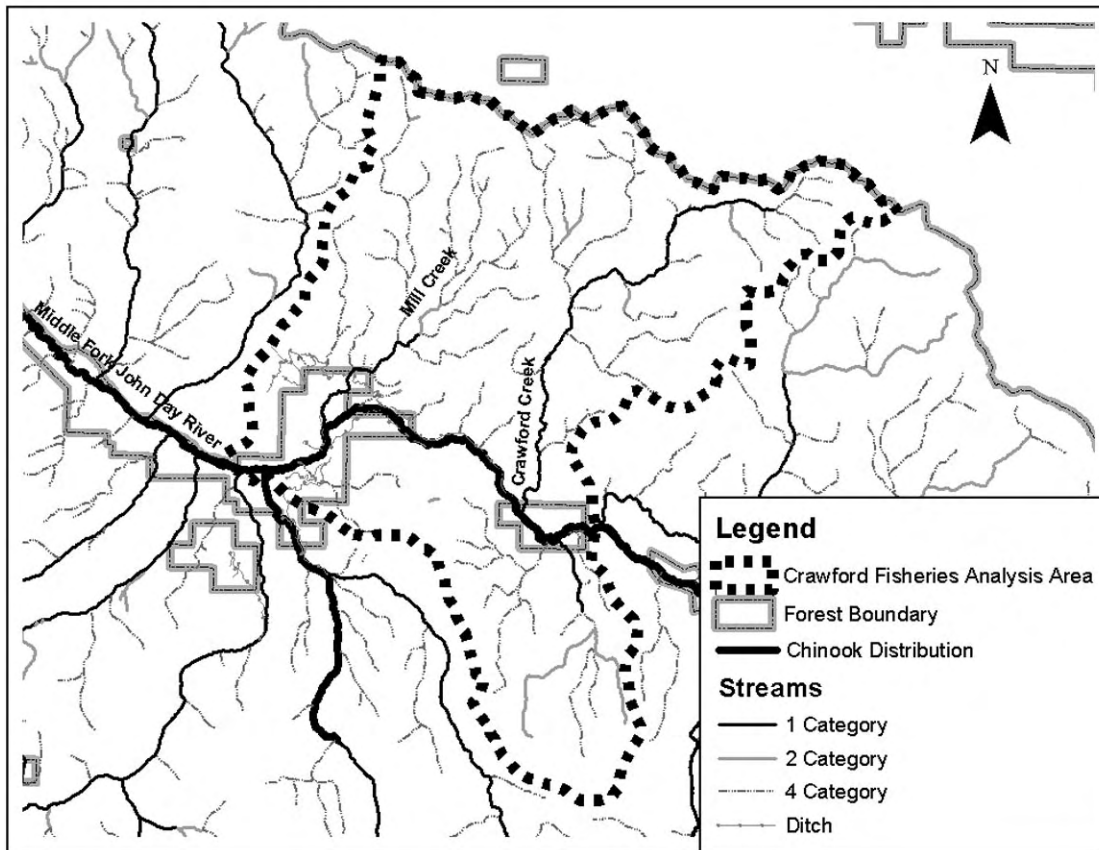 N
Mill Creek
Middle Fork John Day River
Crawford Creek
Legend
Crawford Fisheries Analysis Area
Forest Boundary
Chinook Distribution
Streams
1 Category
2 Category
4 Category
Ditch